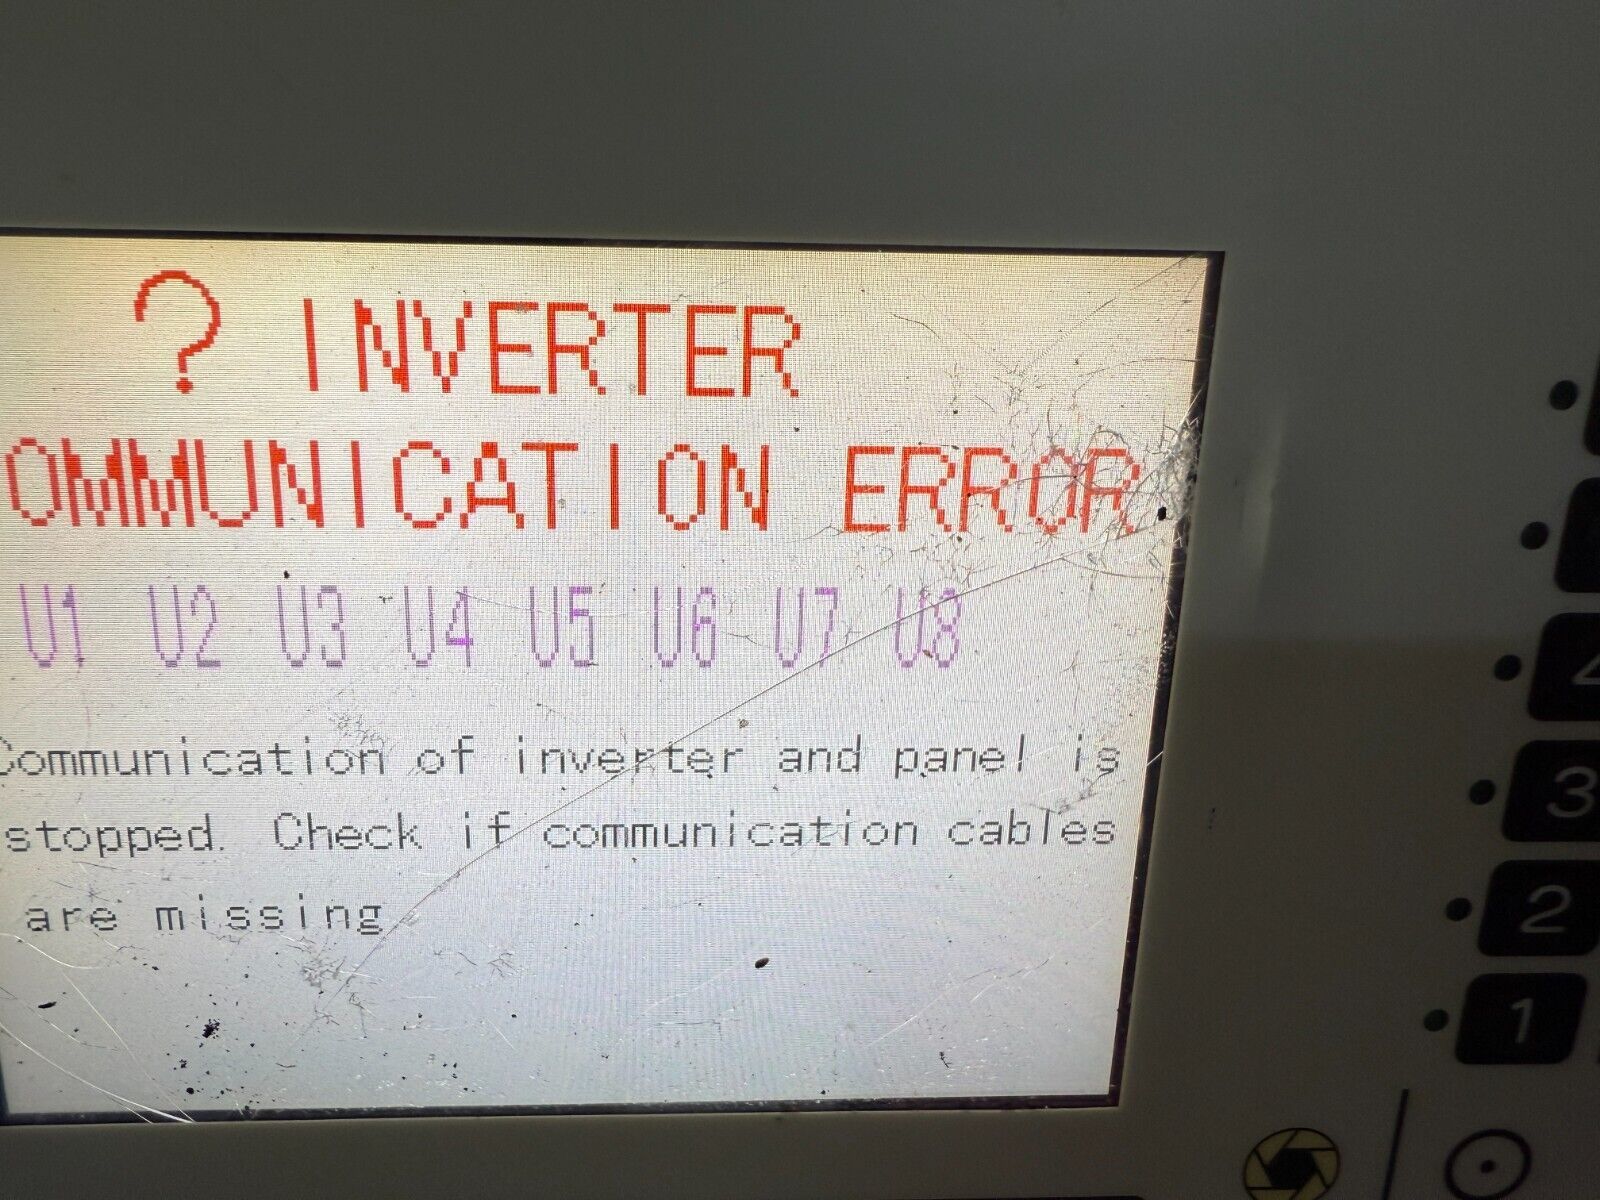 ? INVERTER
OMMUNICATION ERROR
U1 U2 U3 U4 U5 U6 U7 U8
Communication of inverter and panel is
stopped. Check if communication cables
are missing
4
3
2
1